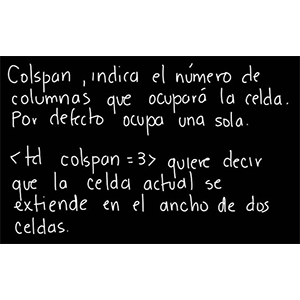 Colspan, indica el número de
columnas que ocupará la celda.
Por defecto ocupa una sola.
<td colspan=3> quiere decir
que la celda actual se
extiende en el ancho de dos
celdas.